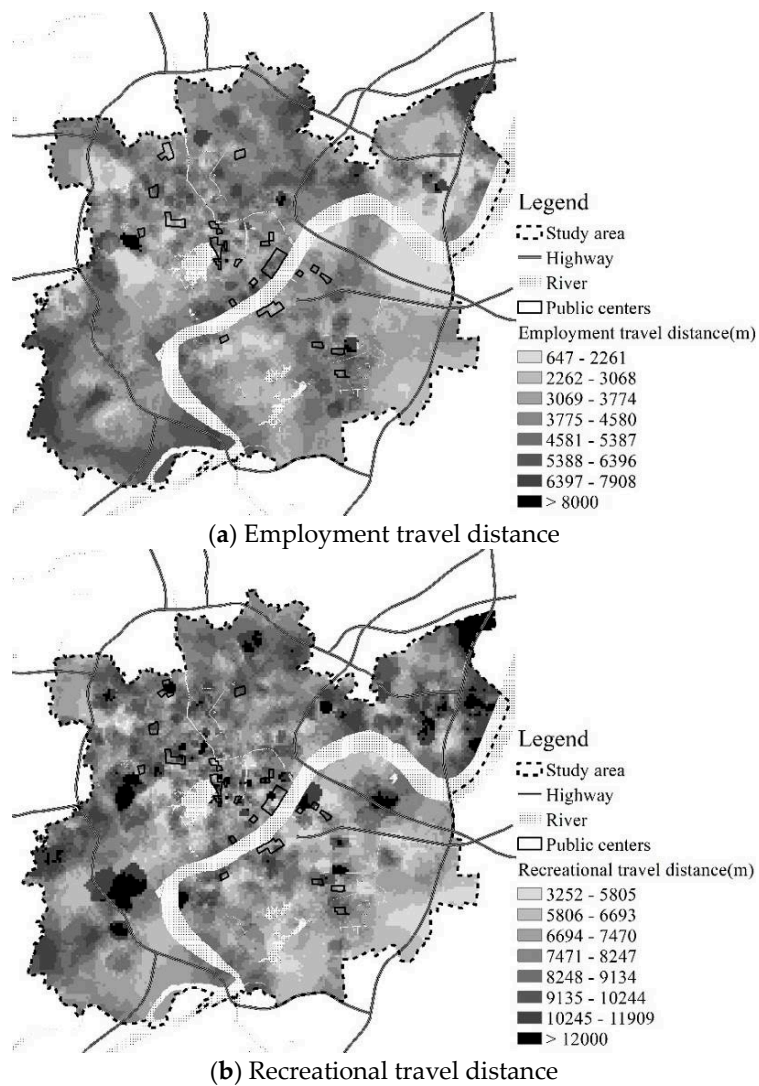 Legend
Study area
Highway
River
Public centers
Employment travel distance(m)
647 - 2261
2262 - 3068
3069 - 3774
3775 - 4580
4581 - 5387
5388 - 6396
6397 - 7908
> 8000
(a) Employment travel distance
Legend
Study area
Highway
River
Public centers
Recreational travel distance(m)
3252 - 5805
5806 - 6693
6694 - 7470
7471 - 8247
8248 - 9134
9135 - 10244
10245 - 11909
> 12000
(b) Recreational travel distance